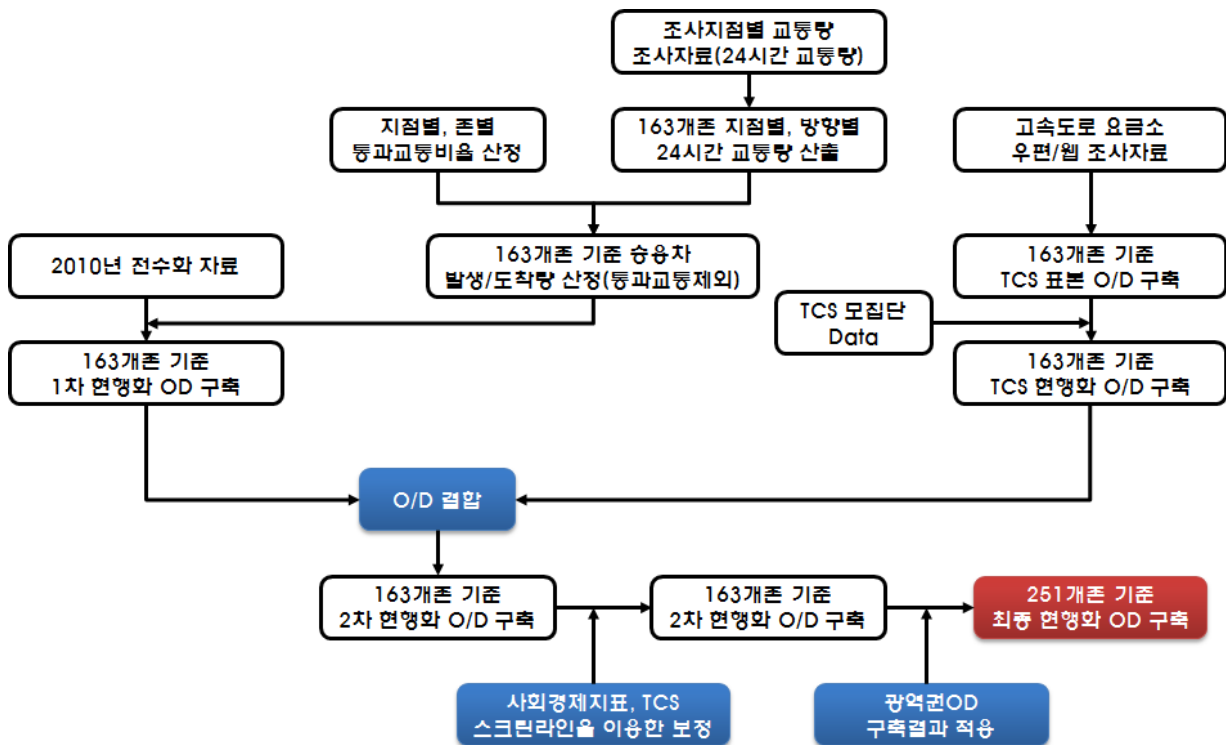 조사지점별 교통량
조사자료(24시간 교통량)
지점별, 존별
통과교통비율 산정
163개존 지점별, 방향별
24시간 교통량 산출
고속도로 요금소
우편/웹 조사자료
2010년 전수화 자료
163개존 기준 승용차
발생/도착량 산정(통과교통제외)
163개존 기준
TCS 표본 O/D 구축
TCS 모집단
Data
163개존 기준
1차 현행화 OD 구축
163개존 기준
TCS 현행화 O/D 구축
O/D 결합
163개존 기준
2차 현행화 O/D 구축
163개존 기준
2차 현행화 O/D 구축
251개존 기준
최종 현행화 OD 구축
사회경제지표, TCS
스크린라인을 이용한 보정
광역권OD
구축결과 적용